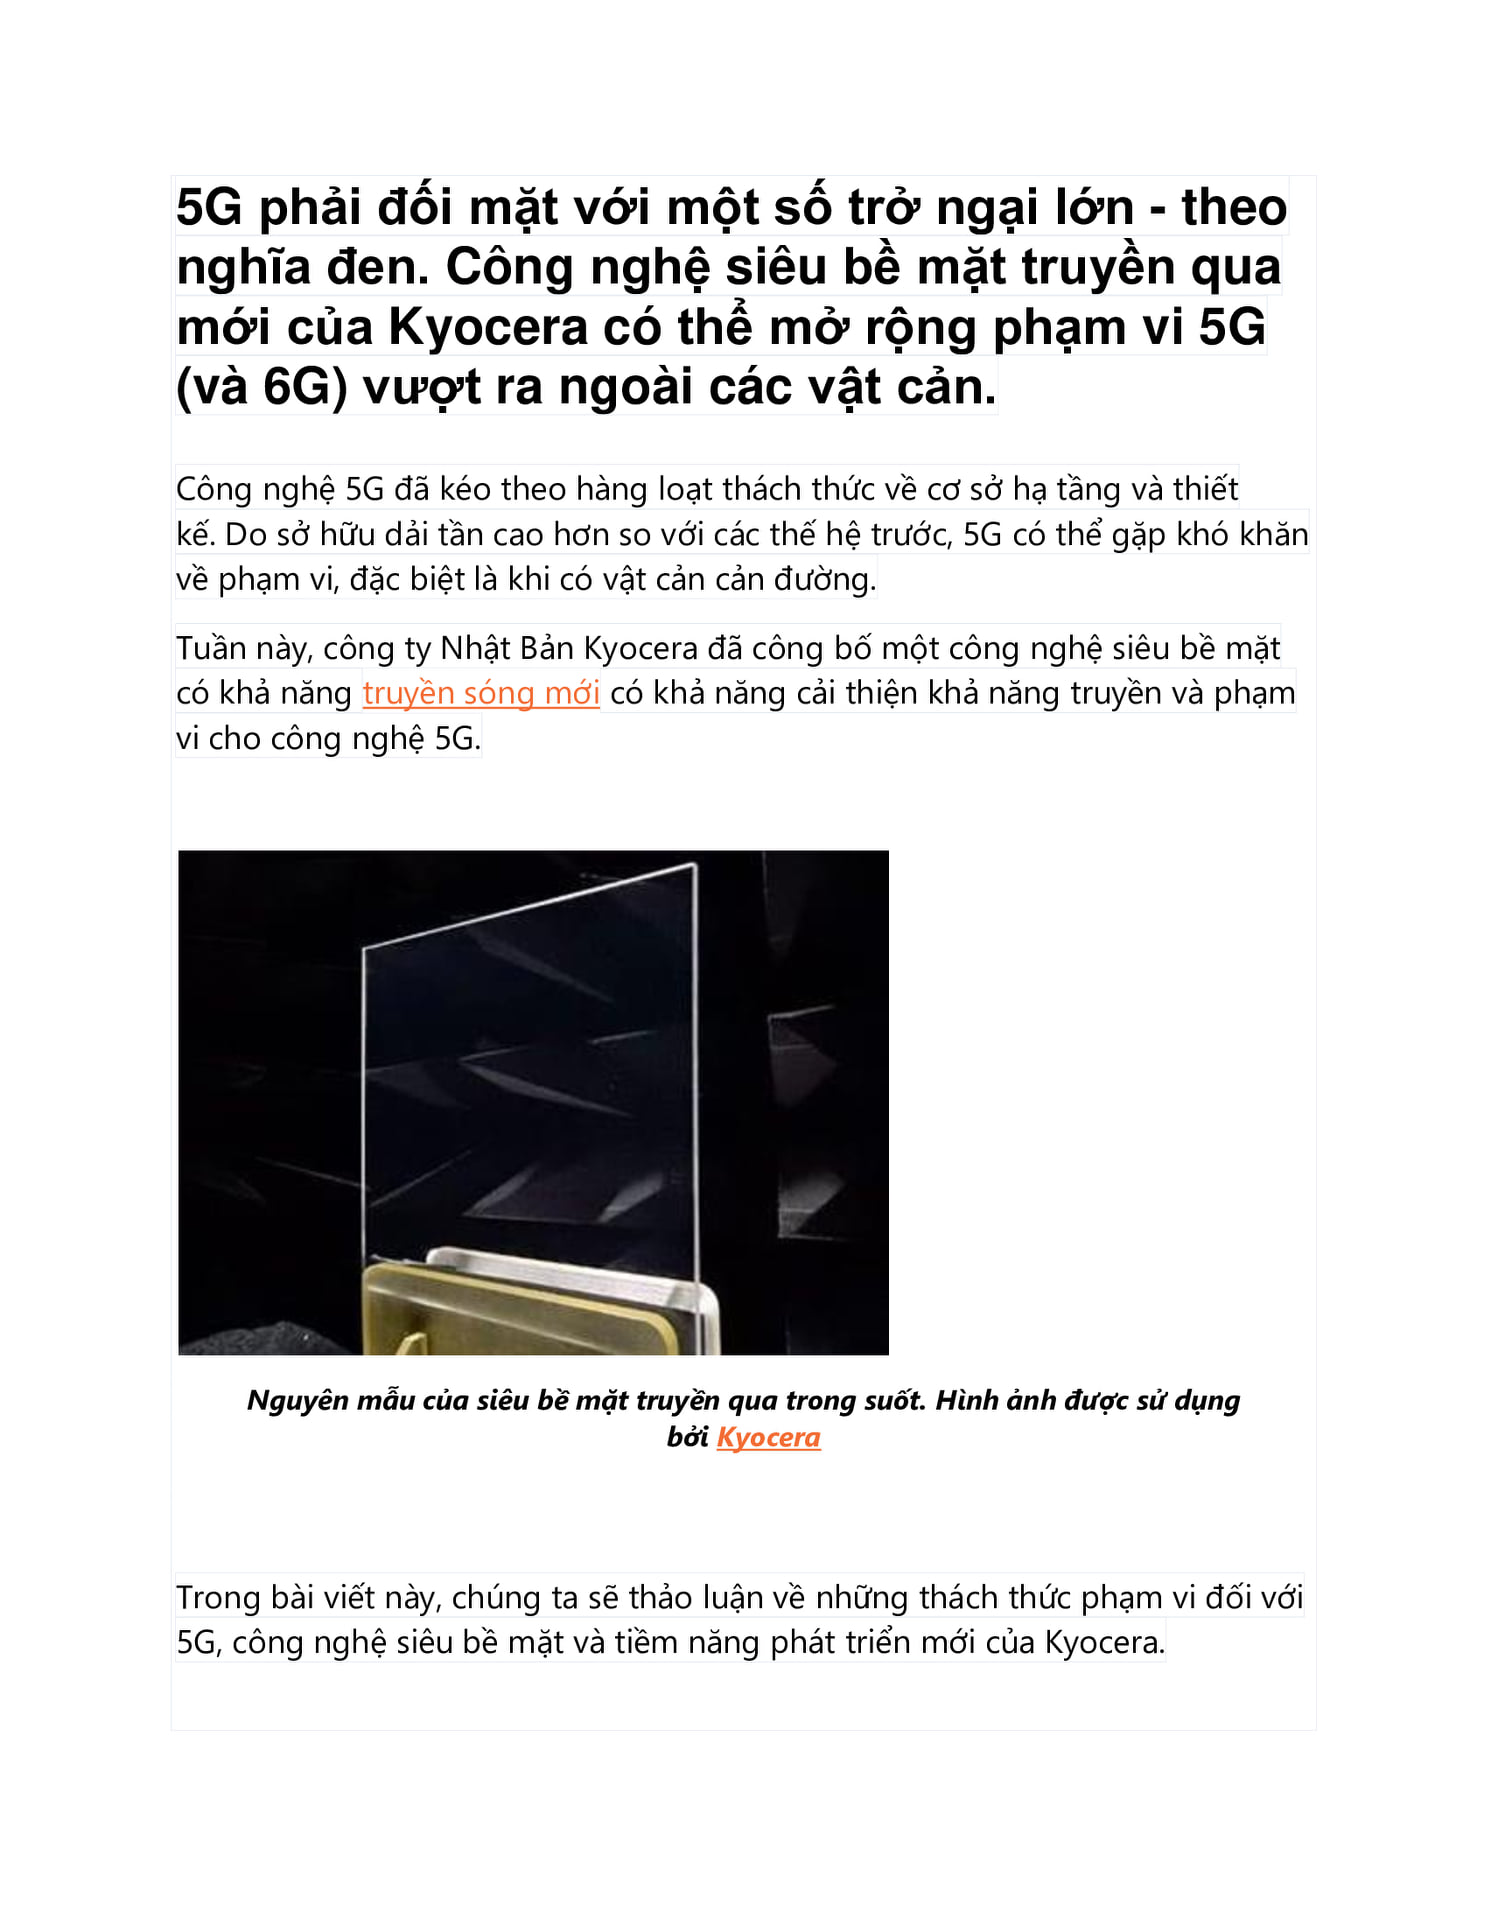 5G phải đối mặt với một số trở ngại lớn - theo
nghĩa đen. Công nghệ siêu bề mặt truyền qua
mới của Kyocera có thể mở rộng phạm vi 5G
(và 6G) vượt ra ngoài các vật cản.
Công nghệ 5G đã kéo theo hàng loạt thách thức về cơ sở hạ tầng và thiết
kế. Do sở hữu dải tần cao hơn so với các thế hệ trước, 5G có thể gặp khó khăn
về phạm vi, đặc biệt là khi có vật cản cản đường.
Tuần này, công ty Nhật Bản Kyocera đã công bố một công nghệ siêu bề mặt
có khả năng truyền sóng mới có khả năng cải thiện khả năng truyền và phạm
vi cho công nghệ 5G.
Nguyên mẫu của siêu bề mặt truyền qua trong suốt. Hình ảnh được sử dụng
bởi Kyocera
Trong bài viết này, chúng ta sẽ thảo luận về những thách thức phạm vi đối với
5G, công nghệ siêu bề mặt và tiềm năng phát triển mới của Kyocera.